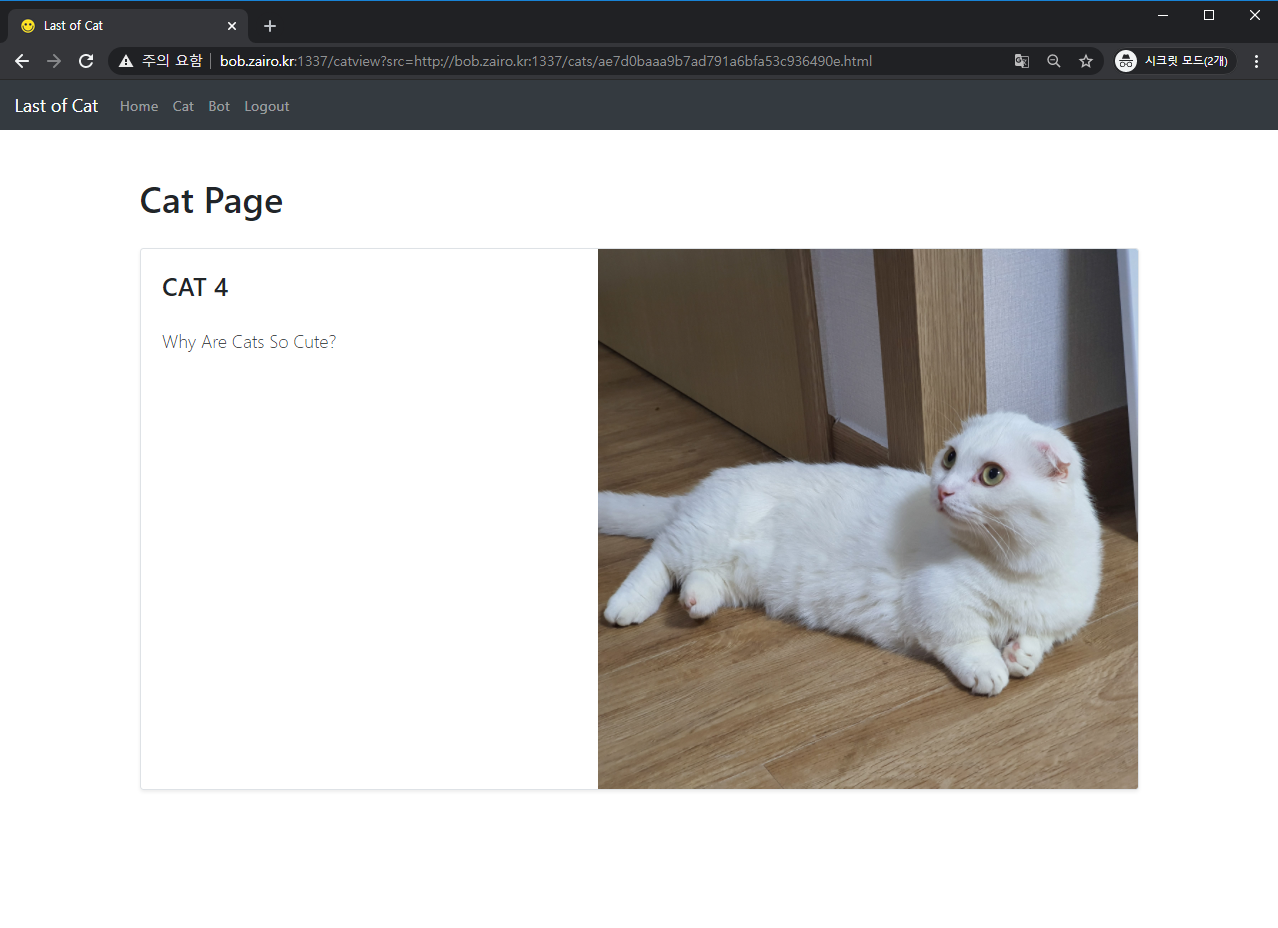 Last of Cat
주의 요함
bob.zairo.kr:1337/catview?src=http://bob.zairo.kr:1337/cats/ae7d0baaa9b7ad791a6bfa53c936490e.html
시크릿 모드(2개)
Last of Cat
Home
Cat
Bot
Logout
Cat Page
CAT 4
Why Are Cats So Cute?